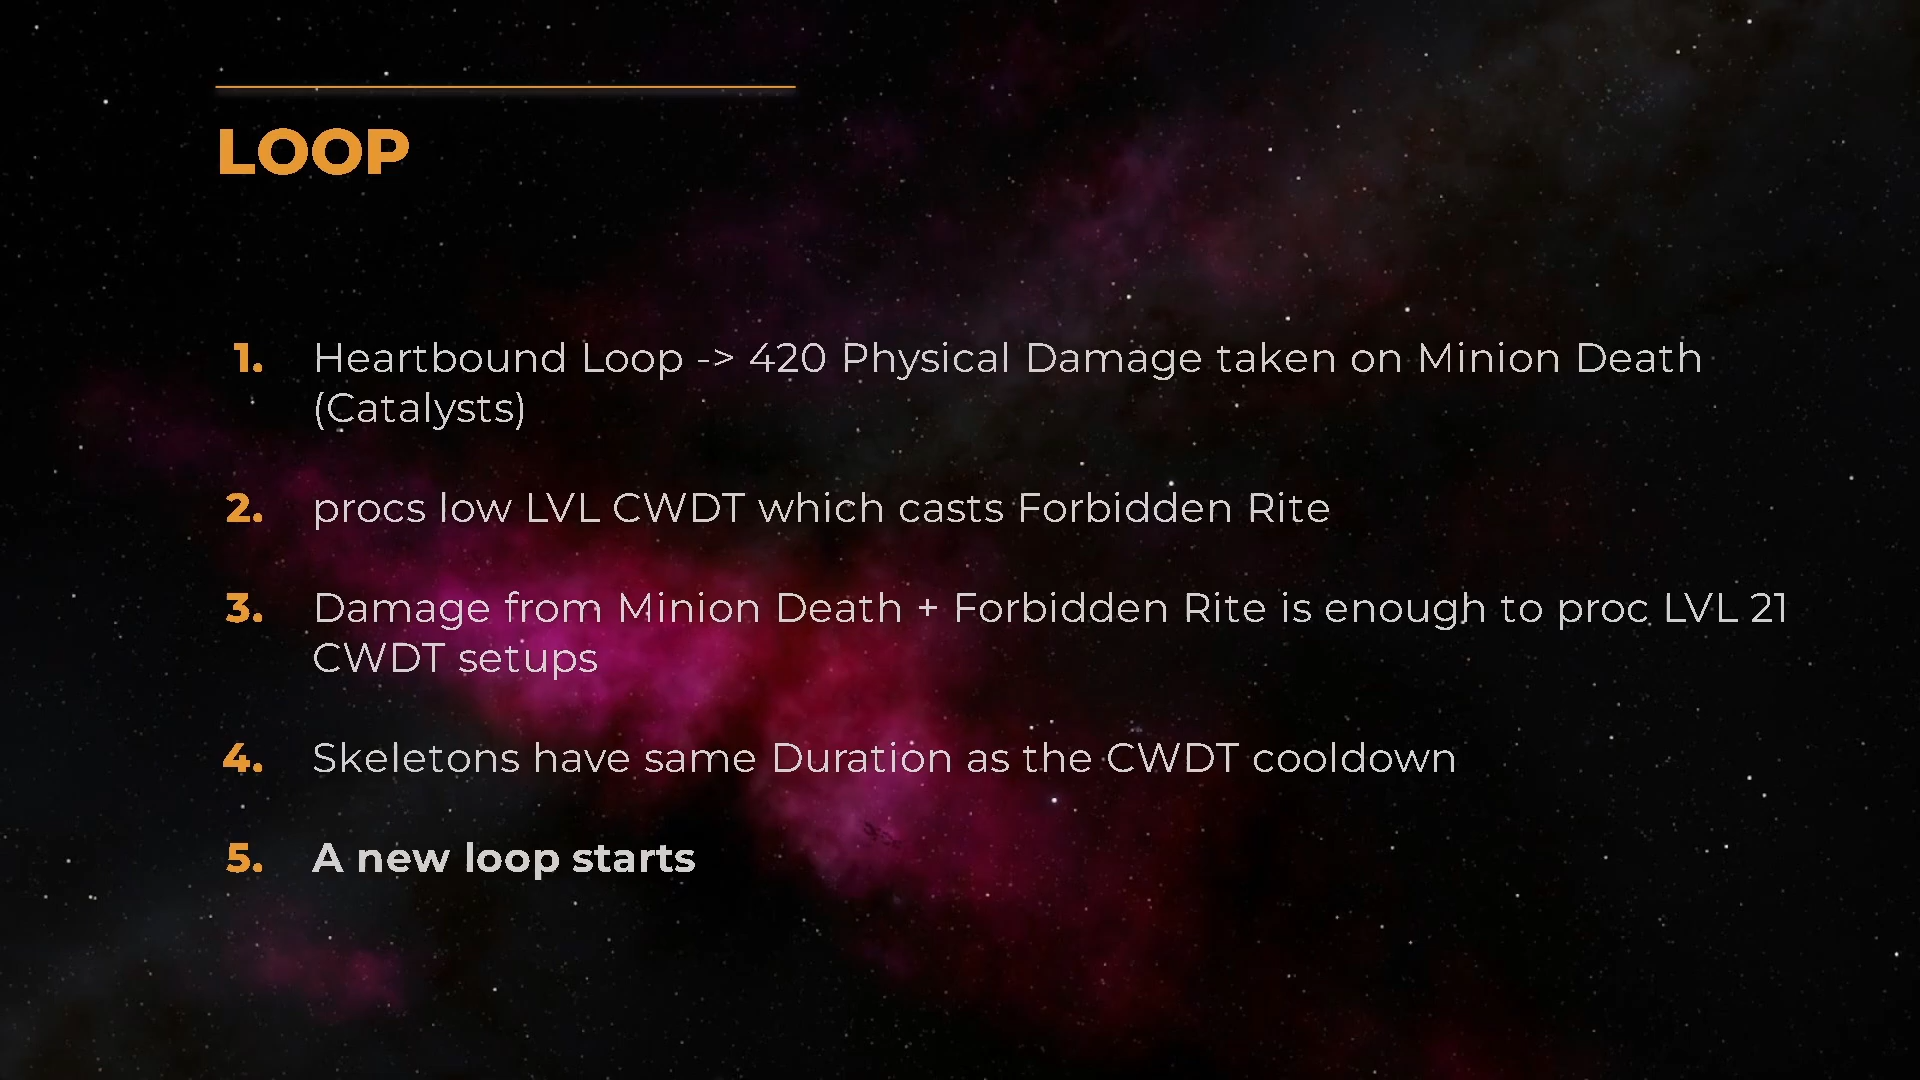 LOOP
1. Heartbound Loop -> 420 Physical Damage taken on Minion Death
(Catalysts)
2. procs low LVL CWDT which casts Forbidden Rite
3. Damage from Minion Death + Forbidden Rite is enough to proc LVL 21
CWDT setups
4. Skeletons have same Duration as the CWDT cooldown
5. A new loop starts